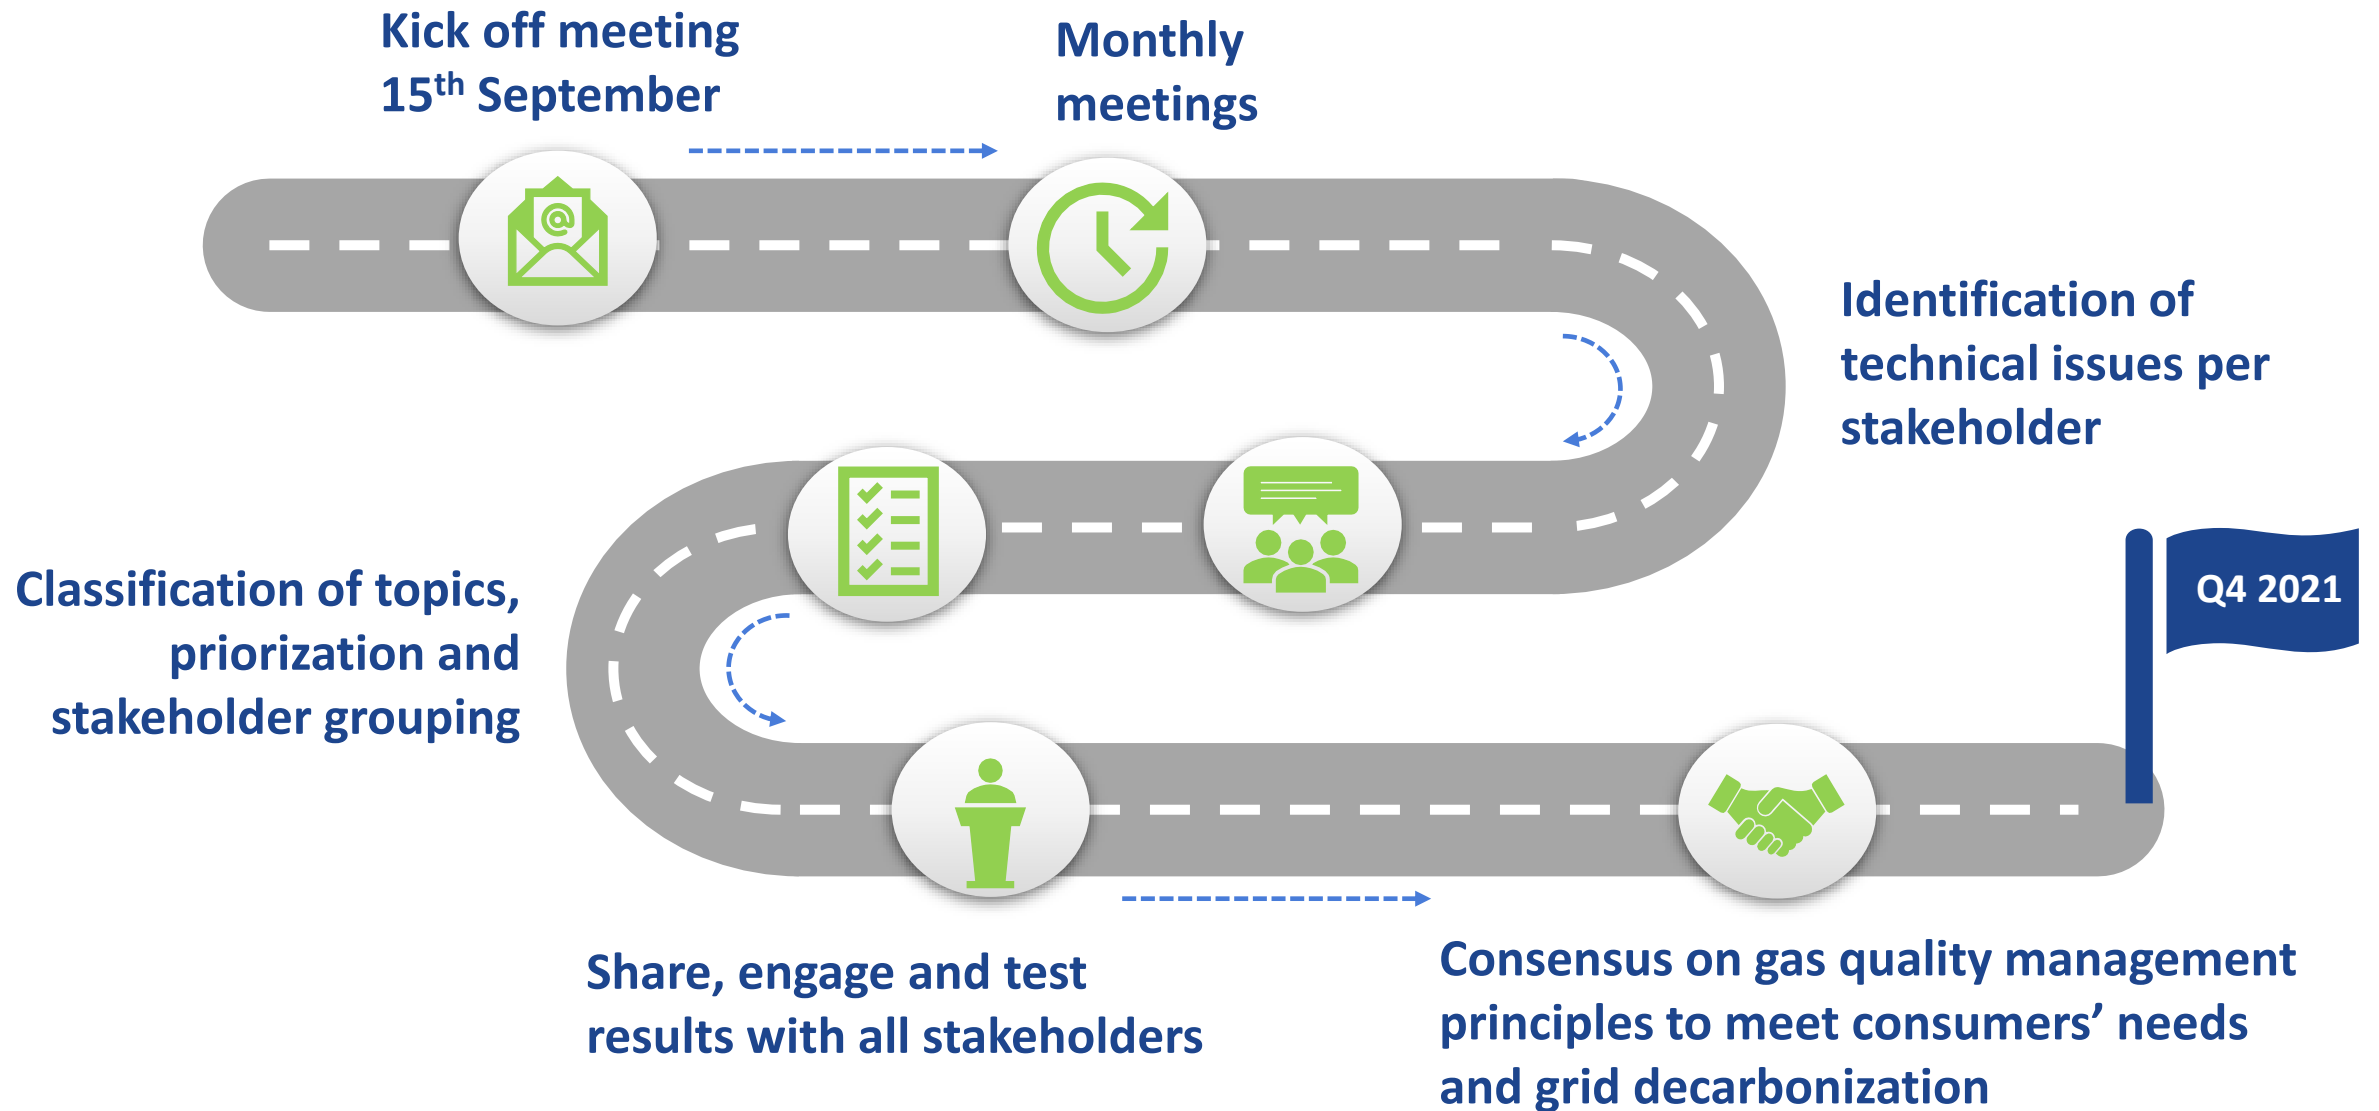 Kick off meeting
15th September
Monthly
meetings
Identification of
technical issues per
stakeholder
Classification of topics,
priorization and
stakeholder grouping
Q4 2021
Share, engage and test
results with all stakeholders
Consensus on gas quality management
principles to meet consumers’ needs
and grid decarbonization